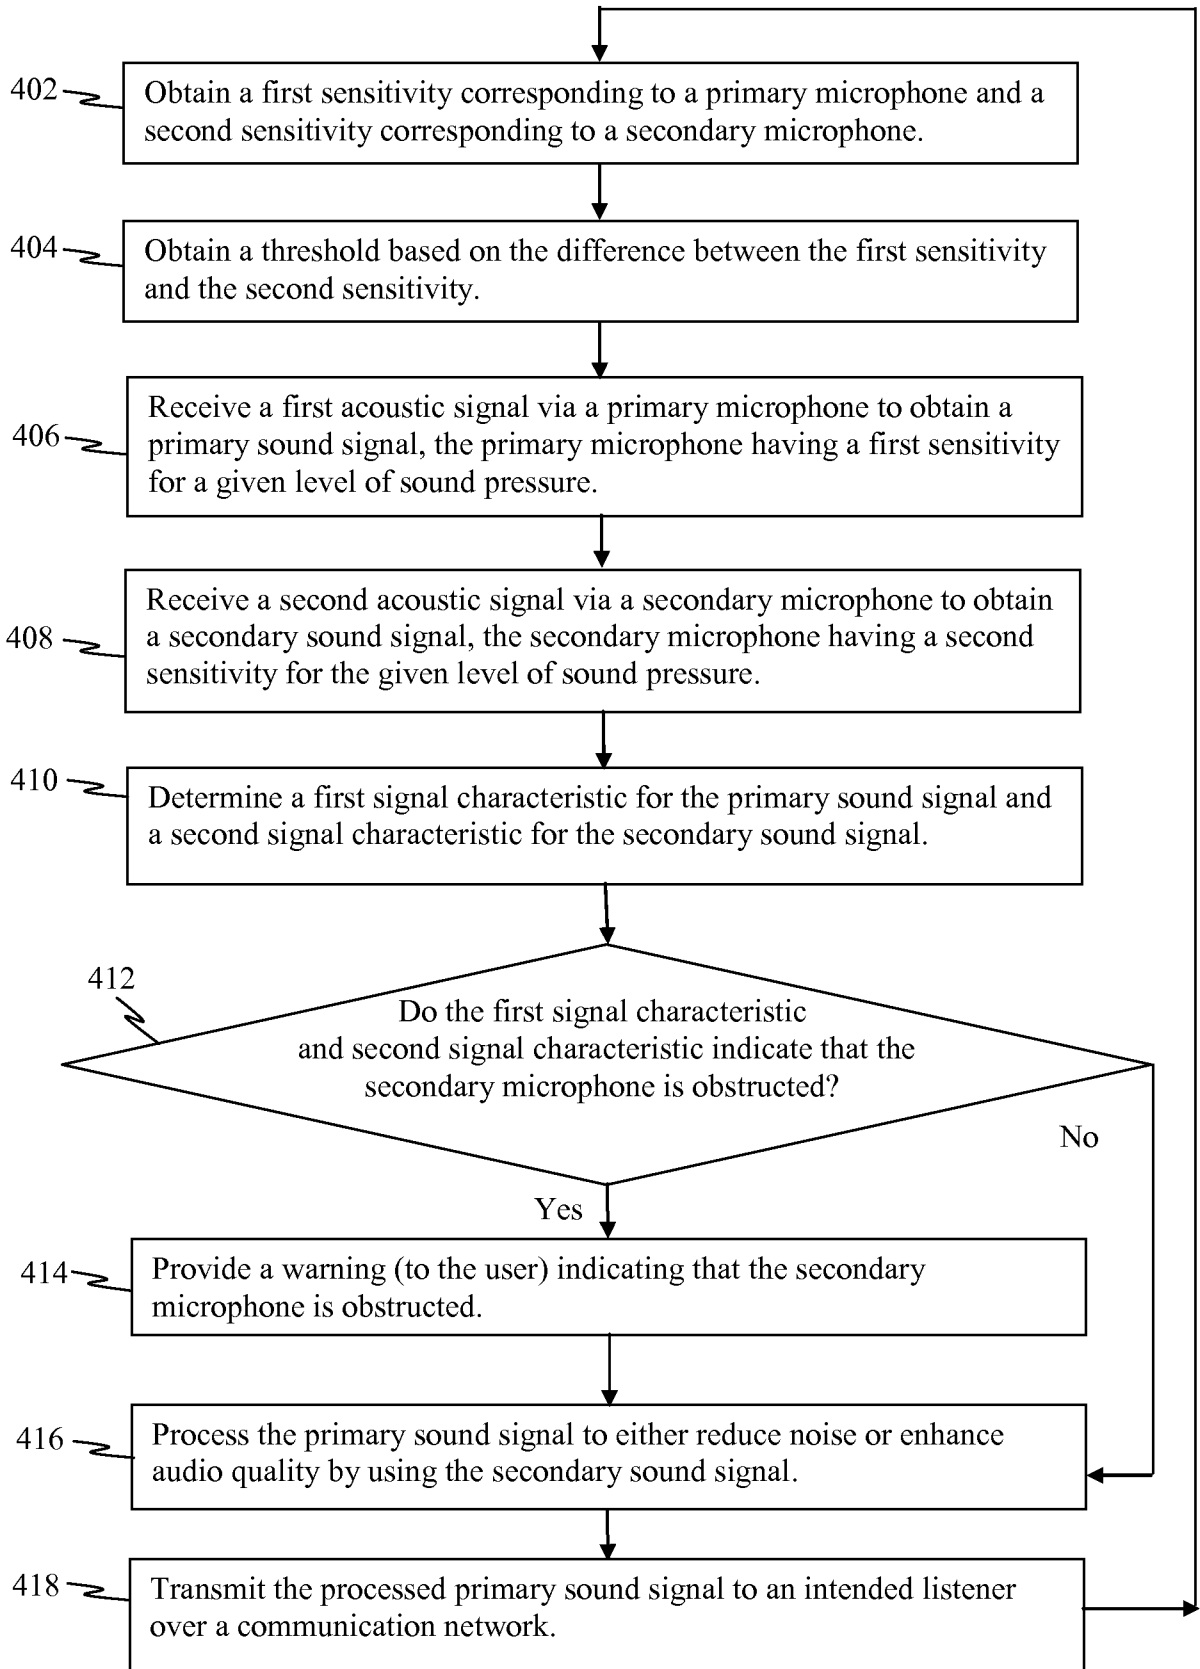 402
Obtain a first sensitivity corresponding to a primary microphone and a
second sensitivity corresponding to a secondary microphone.
404
Obtain a threshold based on the difference between the first sensitivity
and the second sensitivity.
406
Receive a first acoustic signal via a primary microphone to obtain a
primary sound signal, the primary microphone having a first sensitivity
for a given level of sound pressure.
408
Receive a second acoustic signal via a secondary microphone to obtain
a secondary sound signal, the secondary microphone having a second
sensitivity for the given level of sound pressure.
410
Determine a first signal characteristic for the primary sound signal and
a second signal characteristic for the secondary sound signal.
412
Do the first signal characteristic
and second signal characteristic indicate that the
secondary microphone is obstructed?
No
Yes
414
Provide a warning (to the user) indicating that the secondary
microphone is obstructed.
416
Process the primary sound signal to either reduce noise or enhance
audio quality by using the secondary sound signal.
418
Transmit the processed primary sound signal to an intended listener
over a communication network.